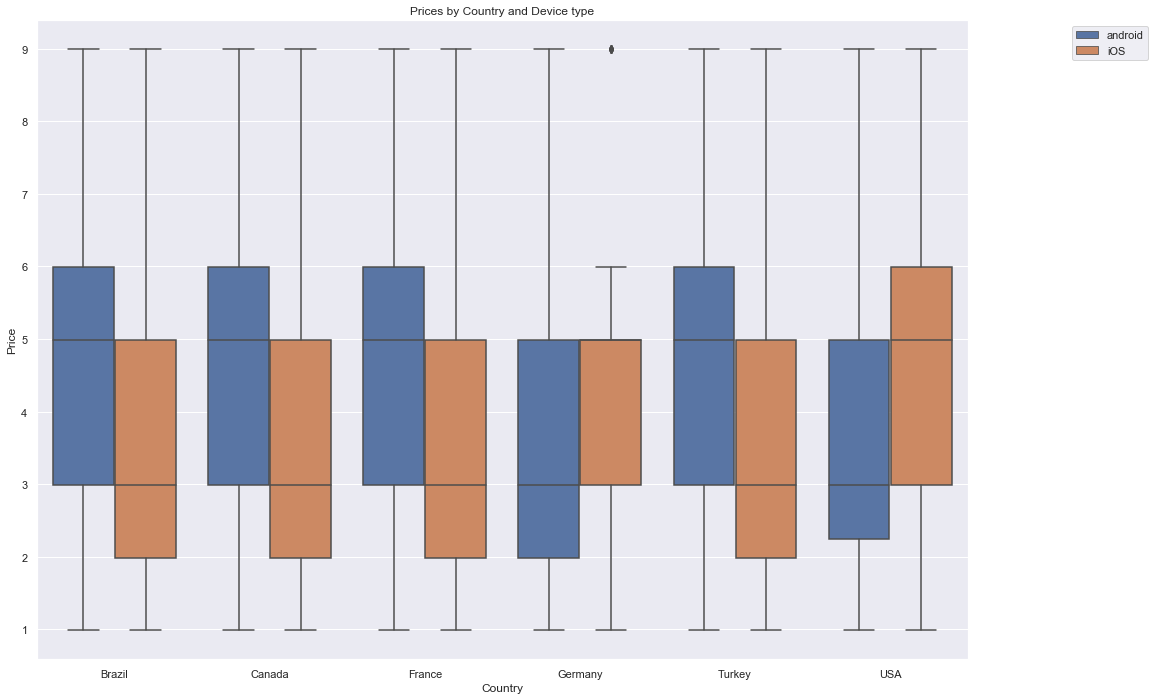 Prices by Country and Device type
android
iOS
9
8
7
6
5
4
3
2
1
Price
Brazil
Canada
France
Germany
Turkey
USA
Country